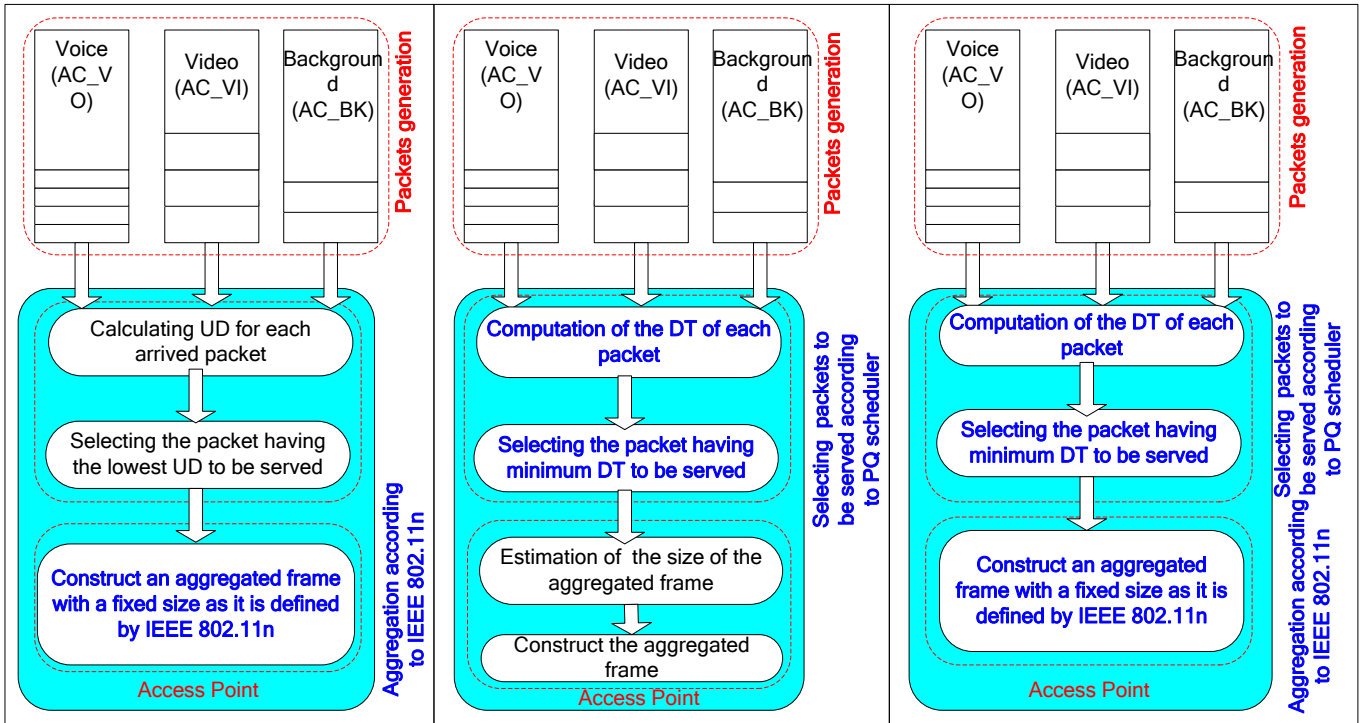 Voice
(AC_V
O)
Video
(AC_VI)
Backgroun
d
(AC_BK)
Packets generation
Calculating UD for each
arrived packet
Selecting the packet having
the lowest UD to be served
Construct an aggregated frame
with a fixed size as it is defined
by IEEE 802.11n
Aggregation according
to IEEE 802.11n
Access Point
Voice
(AC_V
O)
Video
(AC_VI)
Backgroun
d
(AC_BK)
Packets generation
Computation of the DT of each
packet
Selecting the packet having
minimum DT to be served
Selecting packets to
be served according
to PQ scheduler
Estimation of the size of the
aggregated frame
Construct the aggregated
frame
Access Point
Voice
(AC_V
O)
Video
(AC_VI)
Backgroun
d
(AC_BK)
Packets generation
Computation of the DT of each
packet
Selecting the packet having
minimum DT to be served
Selecting packets to
be served according
to PQ scheduler
Construct an aggregated
frame with a fixed size as it is
defined by IEEE 802.11n
Aggregation according
to IEEE 802.11n
Access Point